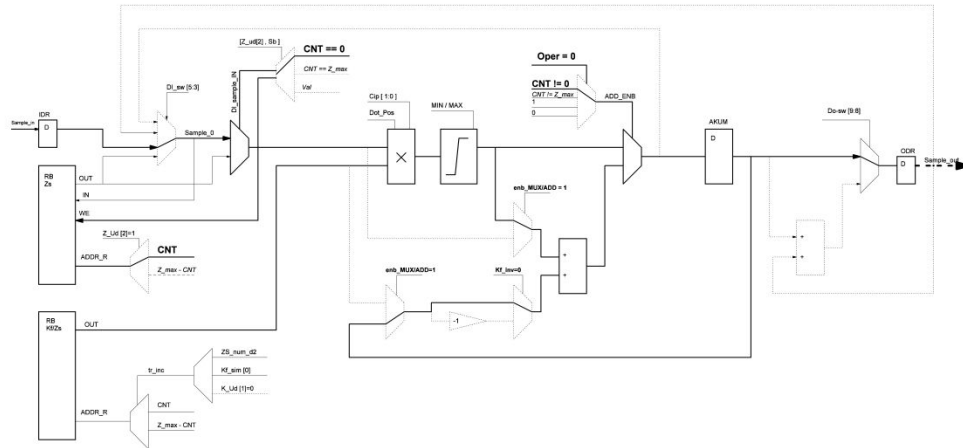 [Z_ud[2] , Sb ]
CNT == 0
CNT == Z_max
Val
DI_sample_IN
DI_sw [5:3]
Oper = 0
CNT != 0
CNT != Z_max
1
0
ADD_ENB
Cip [ 1:0 ]
Dot_Pos
MIN / MAX
AKUM
D
Do-sw [9:8]
ODR
D
Sample_out
Sample_in
IDR
D
Sample_0
RB
Zs
OUT
IN
WE
ADDR_R
Z_Ud [2]=1
CNT
Z_max - CNT
enb_MUX/ADD = 1
enb_MUX/ADD=1
Kf_inv=0
-1
+
+
+
+
RB
Kf/Zs
OUT
ADDR_R
tr_inc
ZS_num_d2
Kf_sim [0]
K_Ud [1]=0
CNT
Z_max - CNT